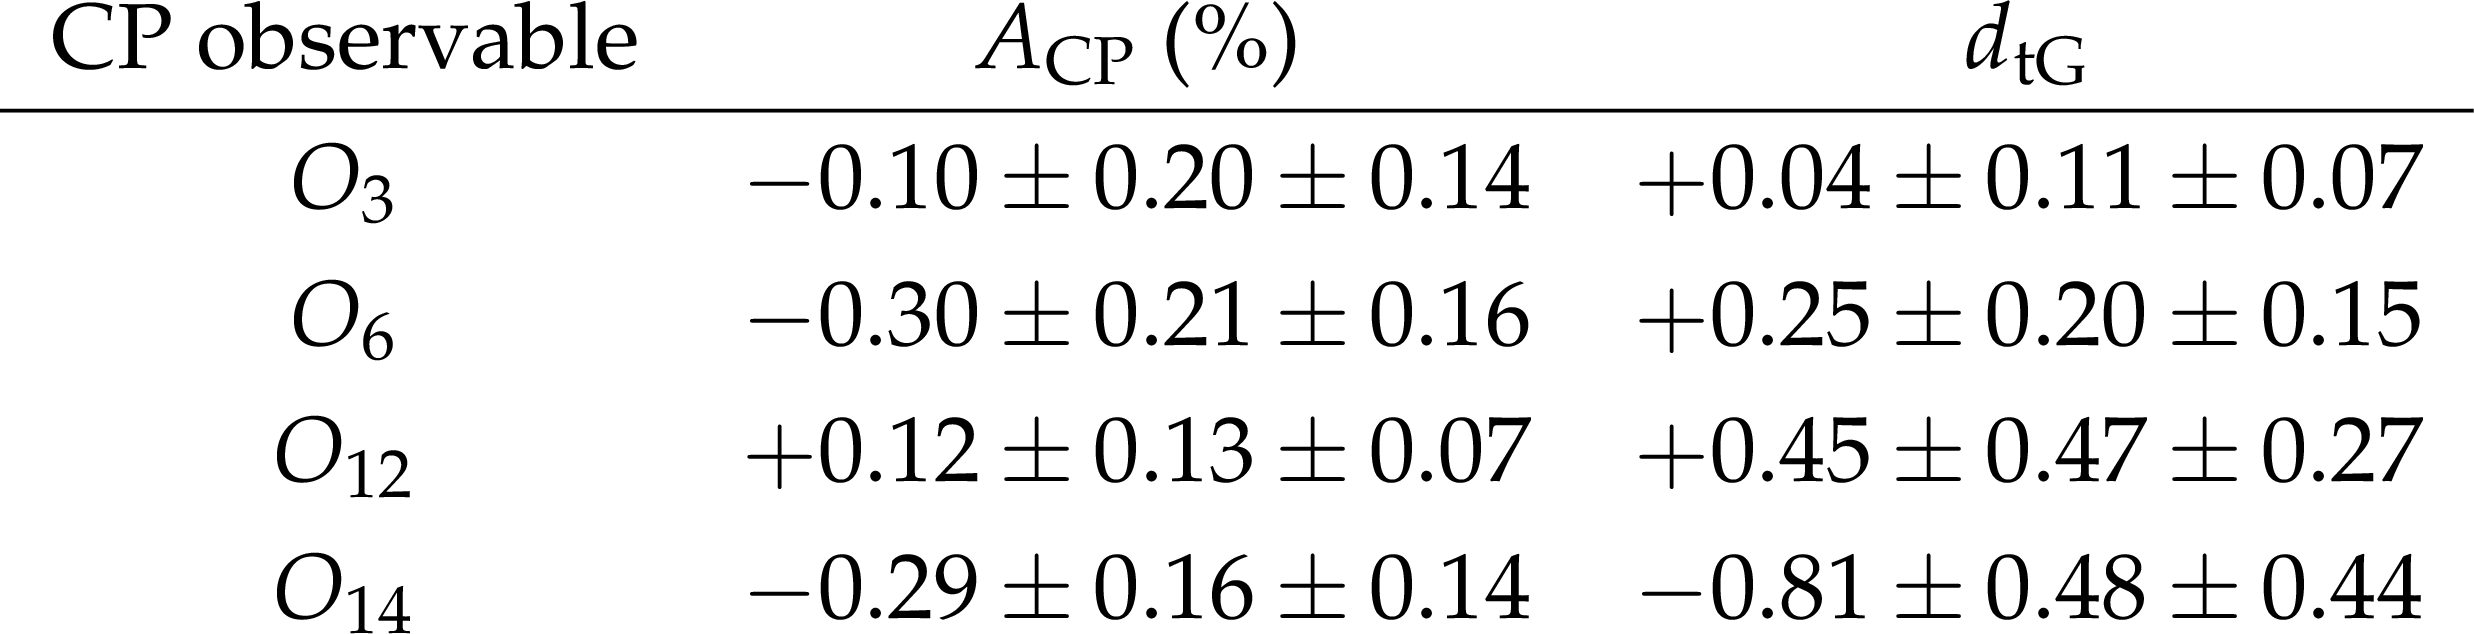 CP observable A_CP (%) d_tG
O_3 −0.10 ± 0.20 ± 0.14 +0.04 ± 0.11 ± 0.07
O_6 −0.30 ± 0.21 ± 0.16 +0.25 ± 0.20 ± 0.15
O_12 +0.12 ± 0.13 ± 0.07 +0.45 ± 0.47 ± 0.27
O_14 −0.29 ± 0.16 ± 0.14 −0.81 ± 0.48 ± 0.44